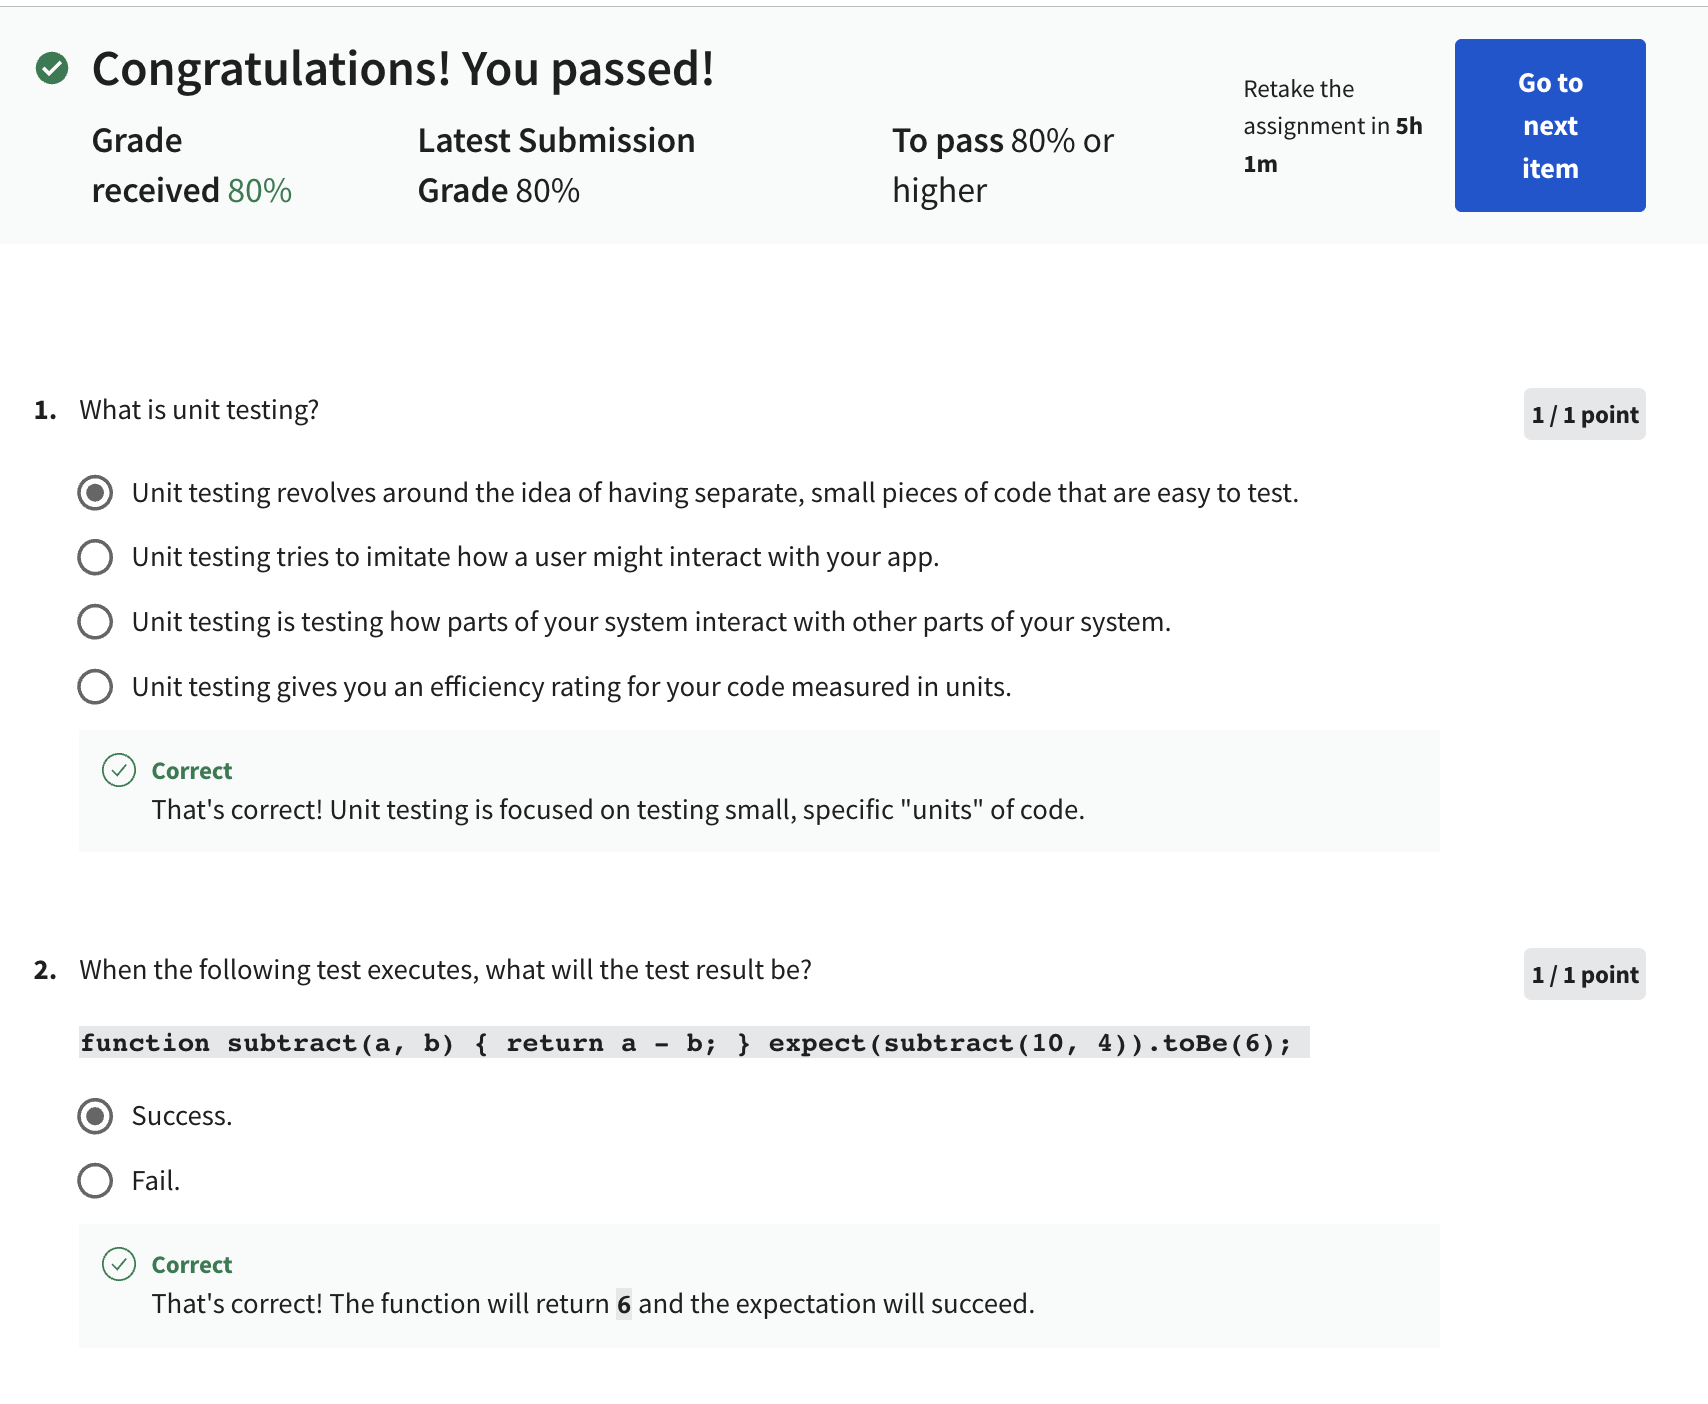 Congratulations! You passed!
Grade received 80%
Latest Submission Grade 80%
To pass 80% or higher
Retake the assignment in 5h 1m
Go to next item
1. What is unit testing?
1 / 1 point
Unit testing revolves around the idea of having separate, small pieces of code that are easy to test.
Unit testing tries to imitate how a user might interact with your app.
Unit testing is testing how parts of your system interact with other parts of your system.
Unit testing gives you an efficiency rating for your code measured in units.
Correct
That's correct! Unit testing is focused on testing small, specific "units" of code.
2. When the following test executes, what will the test result be?
1 / 1 point
function subtract(a, b) { return a - b; } expect(subtract(10, 4)).toBe(6);
Success.
Fail.
Correct
That's correct! The function will return 6 and the expectation will succeed.